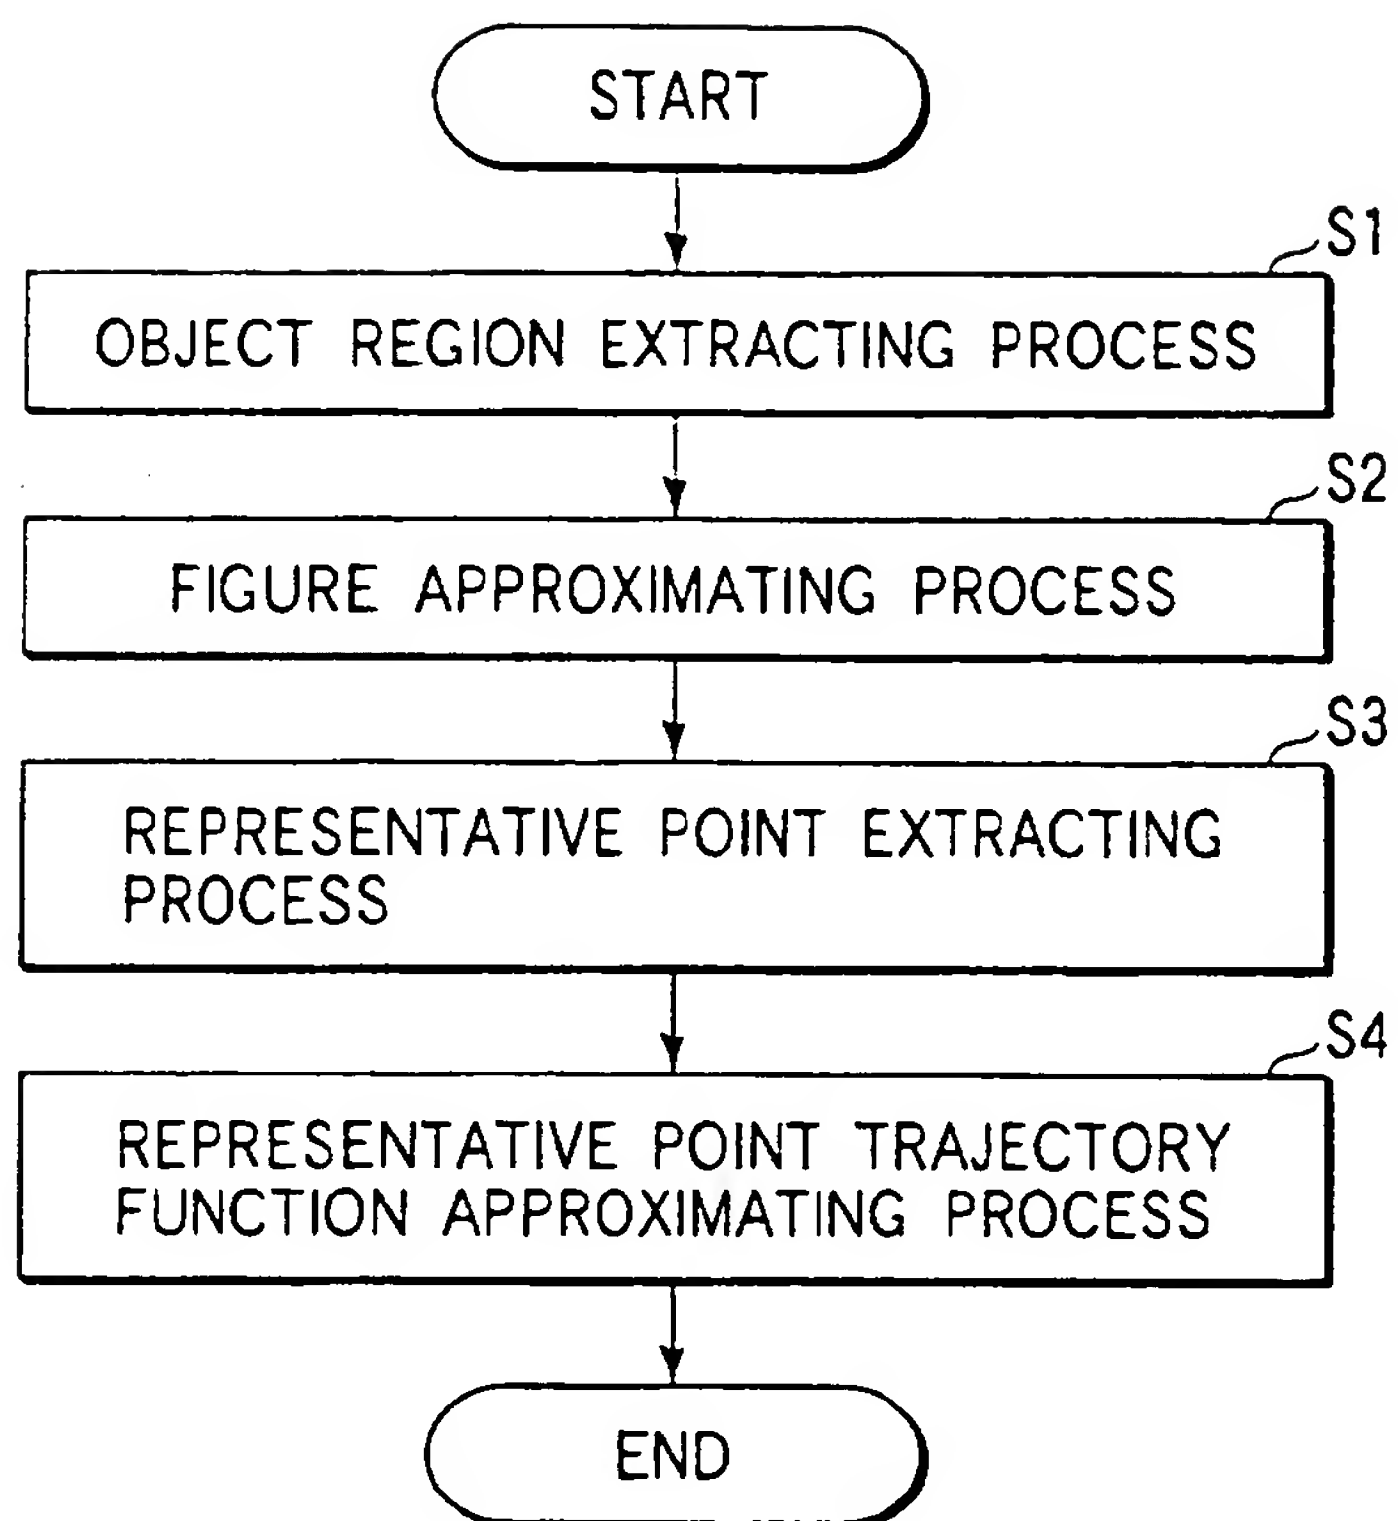 START
S1
OBJECT REGION EXTRACTING PROCESS
S2
FIGURE APPROXIMATING PROCESS
S3
REPRESENTATIVE POINT EXTRACTING
PROCESS
S4
REPRESENTATIVE POINT TRAJECTORY
FUNCTION APPROXIMATING PROCESS
END